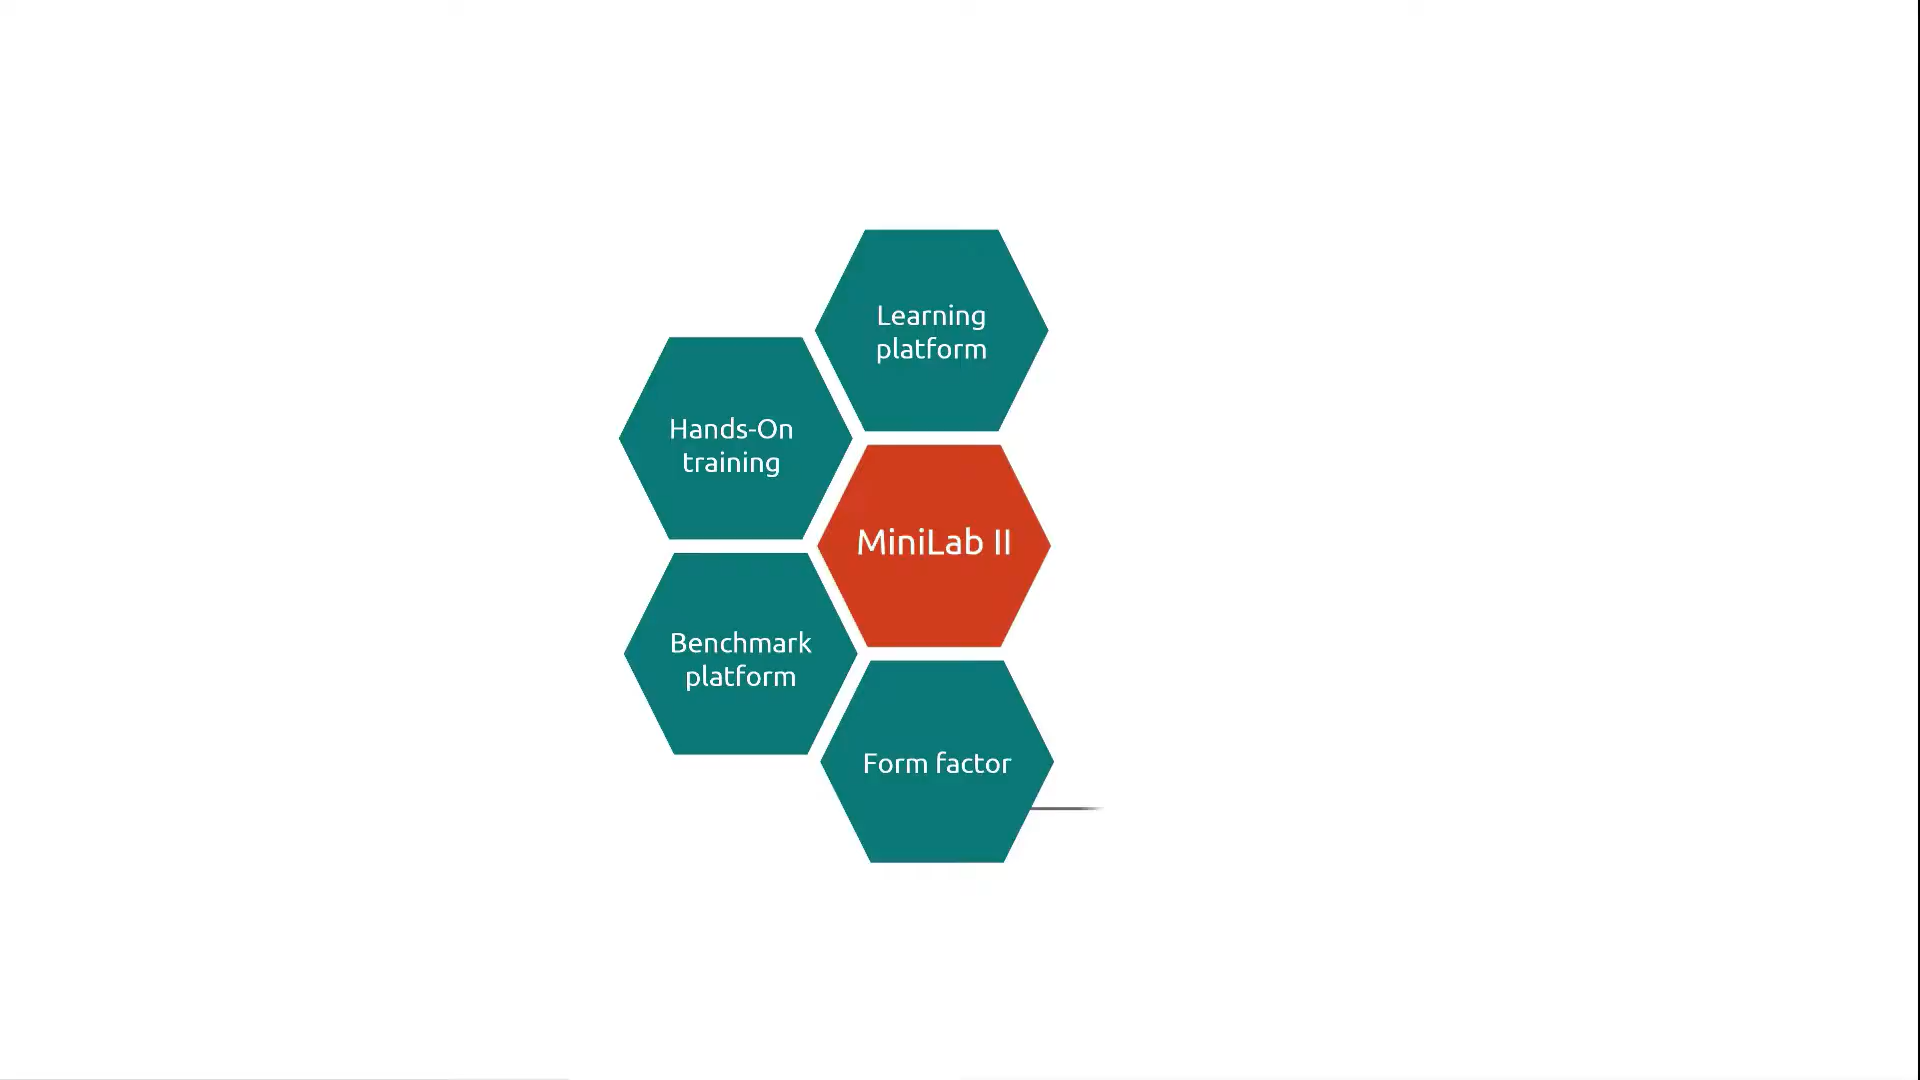 Learning
platform
Hands-On
training
MiniLab II
Benchmark
platform
Form factor